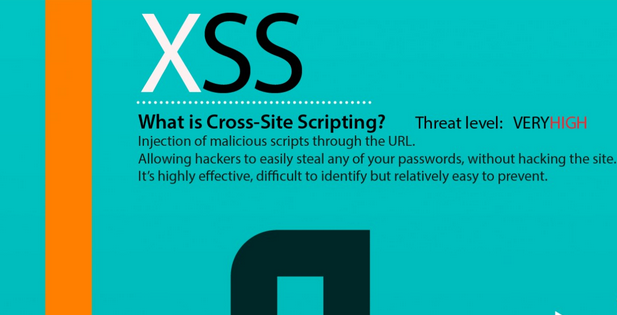 XSS
What is Cross-Site Scripting? Threat level: VERYHIGH
Injection of malicious scripts through the URL.
Allowing hackers to easily steal any of your passwords, without hacking the site.
It's highly effective, difficult to identify but relatively easy to prevent.